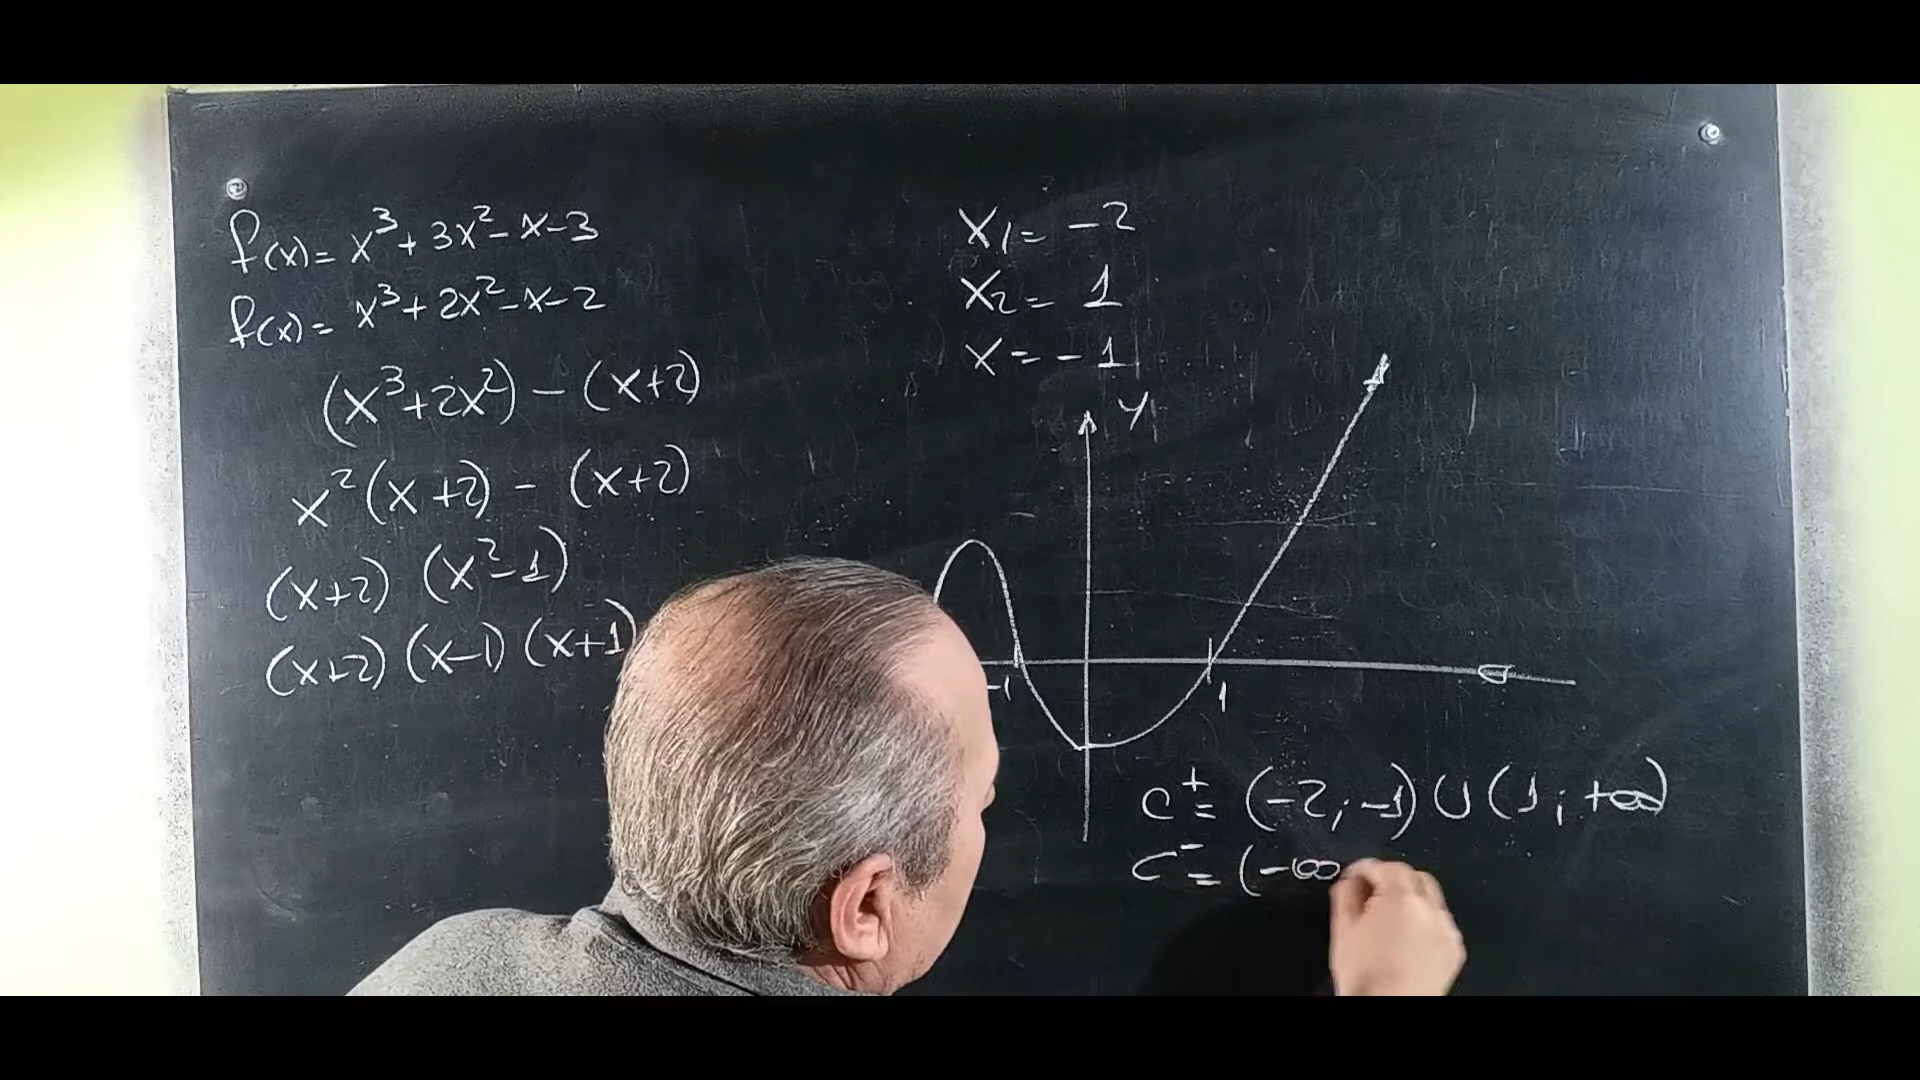 f(x)= x³+3x²-x-3
f(x)= x³+2x²-x-2
(x³+2x²)-(x+2)
x²(x+2)-(x+2)
(x+2) (x²-1)
(x+2) (x-1) (x+1)
x₁= -2
x₂= 1
x= -1
y
-1
1
C⁺= (-2; -1) ∪ (1; +∞)
C⁻= (-∞